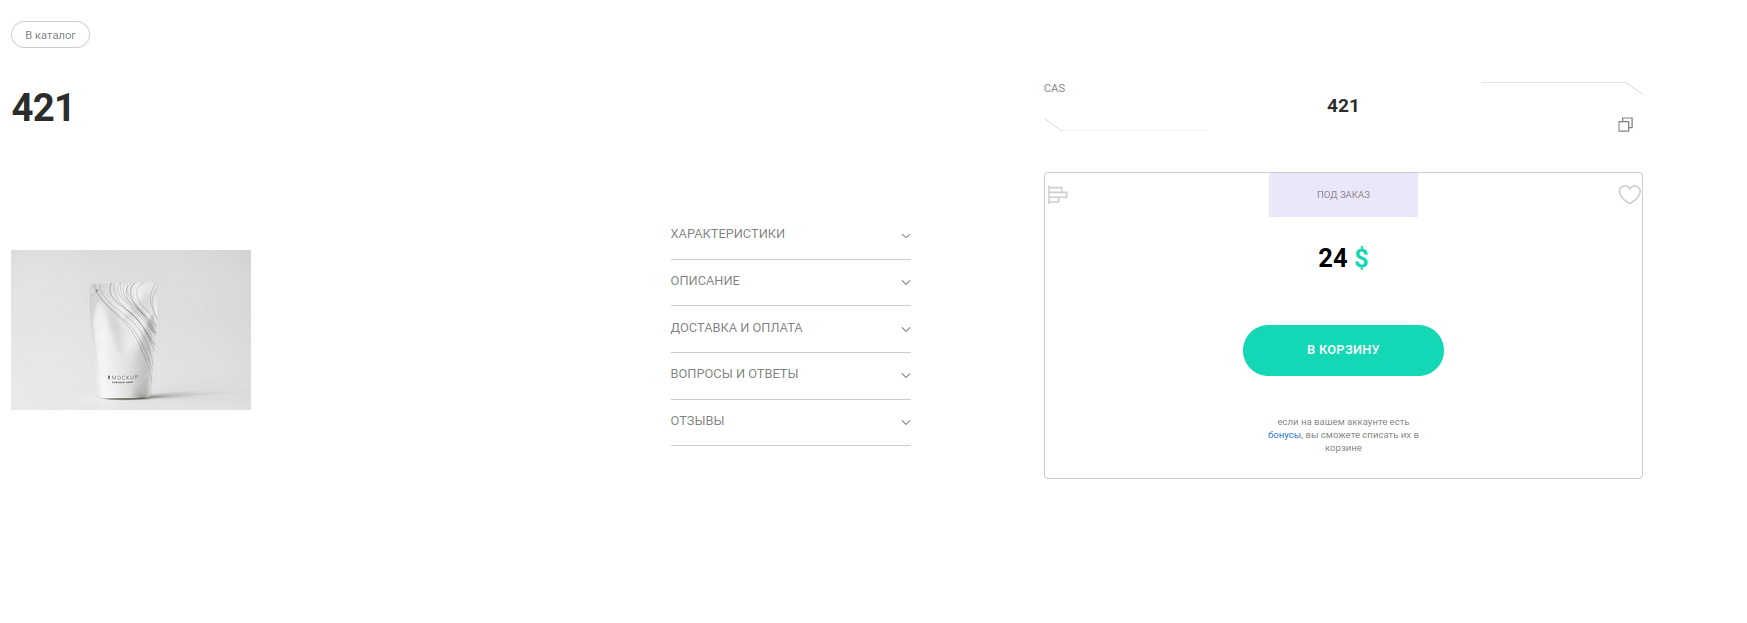 В каталог
421
MOCKUP
ХАРАКТЕРИСТИКИ
ОПИСАНИЕ
ДОСТАВКА И ОПЛАТА
ВОПРОСЫ И ОТВЕТЫ
ОТЗЫВЫ
CAS
421
ПОД ЗАКАЗ
24 $
В КОРЗИНУ
если на вашем аккаунте есть
бонусы, вы сможете списать их в
корзине